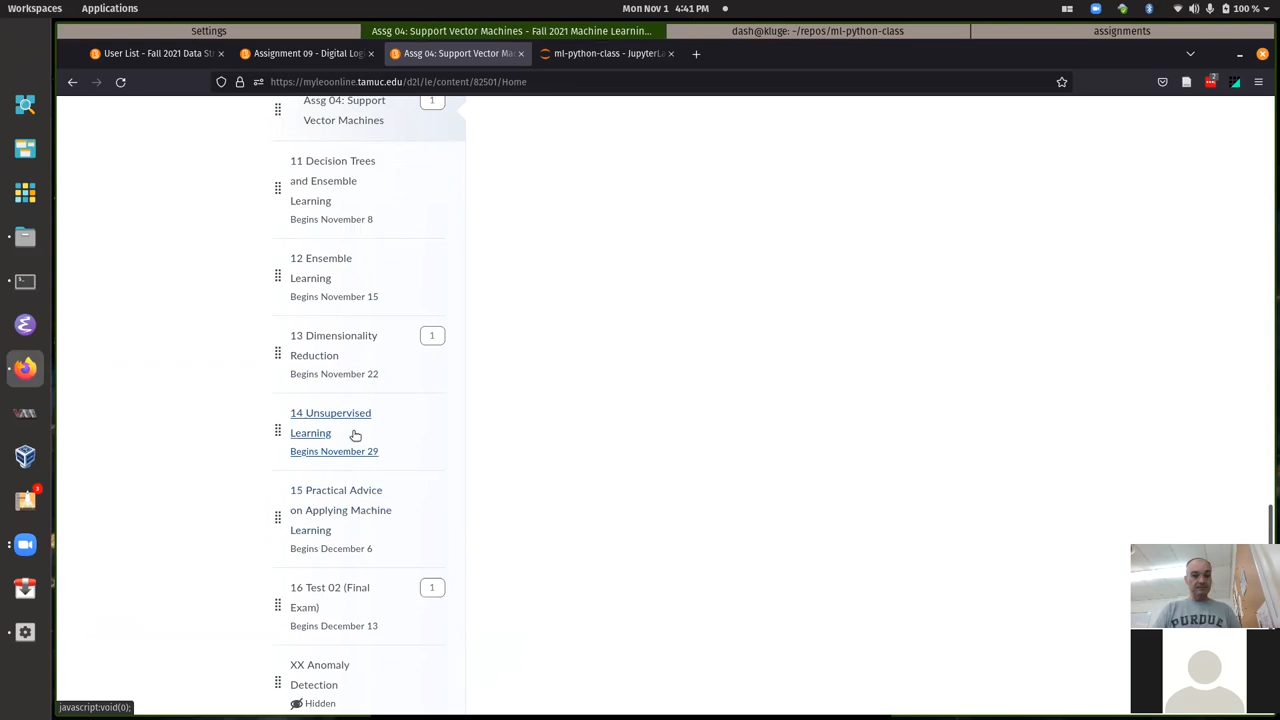 Workspaces Applications Mon Nov 1 4:41 PM 100 %
Settings Assg 04: Support Vector Machines - Fall 2021 Machine Learnin... dash@kluge: ~/repos/ml-python-class assignments
User List - Fall 2021 Data St Assignment 09 - Digital Log Assg 04: Support Vector Ma ml-python-class - JupyterLa
https://myleoonline.tamuc.edu/d2l/le/content/82501/Home
2
Assg 04: Support 1
Vector Machines
11 Decision Trees
and Ensemble
Learning
Begins November 8
12 Ensemble
Learning
Begins November 15
13 Dimensionality 1
Reduction
Begins November 22
14 Unsupervised
Learning
Begins November 29
15 Practical Advice
on Applying Machine
Learning
Begins December 6
16 Test 02 (Final 1
Exam)
Begins December 13
XX Anomaly
Detection
Hidden
javascript:void(0);
3
PURDUE